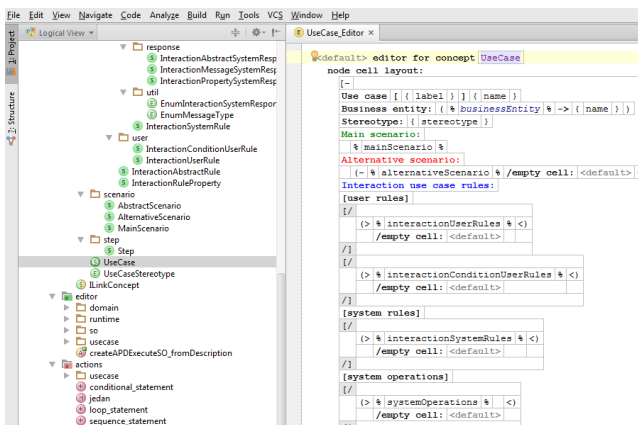 File Edit View Navigate Code Analyze Build Run Tools VCS Window Help
1: Project
7: Structure
Logical View
response
InteractionAbstractSystemResp
InteractionMessageSystemResp
InteractionPropertySystemResp
util
EnumInteractionSystemRespor
EnumMessageType
InteractionSystemRule
user
InteractionConditionUserRule
InteractionUserRule
InteractionAbstractRule
InteractionRuleProperty
scenario
AbstractScenario
AlternativeScenario
MainScenario
step
Step
UseCase
UseCaseStereotype
ILinkConcept
editor
domain
runtime
so
usecase
createAPDExecuteSO_fromDescription
actions
usecase
conditional_statement
jedan
loop_statement
sequence_statement
UseCase_Editor ×
<default> editor for concept UseCase
node cell layout:
[-
Use case [ { label } ] { name }
Business entity: ( % businessEntity % -> { name } )
Stereotype: { stereotype }
Main scenario:
% mainScenario %
Alternative scenario:
(- % alternativeScenario % /empty cell: <default>
Interaction use case rules:
[user rules]
[/
(> % interactionUserRules % <)
/empty cell: <default>
/]
[/
(> % interactionConditionUserRules % <)
/empty cell: <default>
/]
[system rules]
[/
(> % interactionSystemRules % <)
/empty cell: <default>
/]
[system operations]
[/
(> % systemOperations % <)
/empty cell: <default>